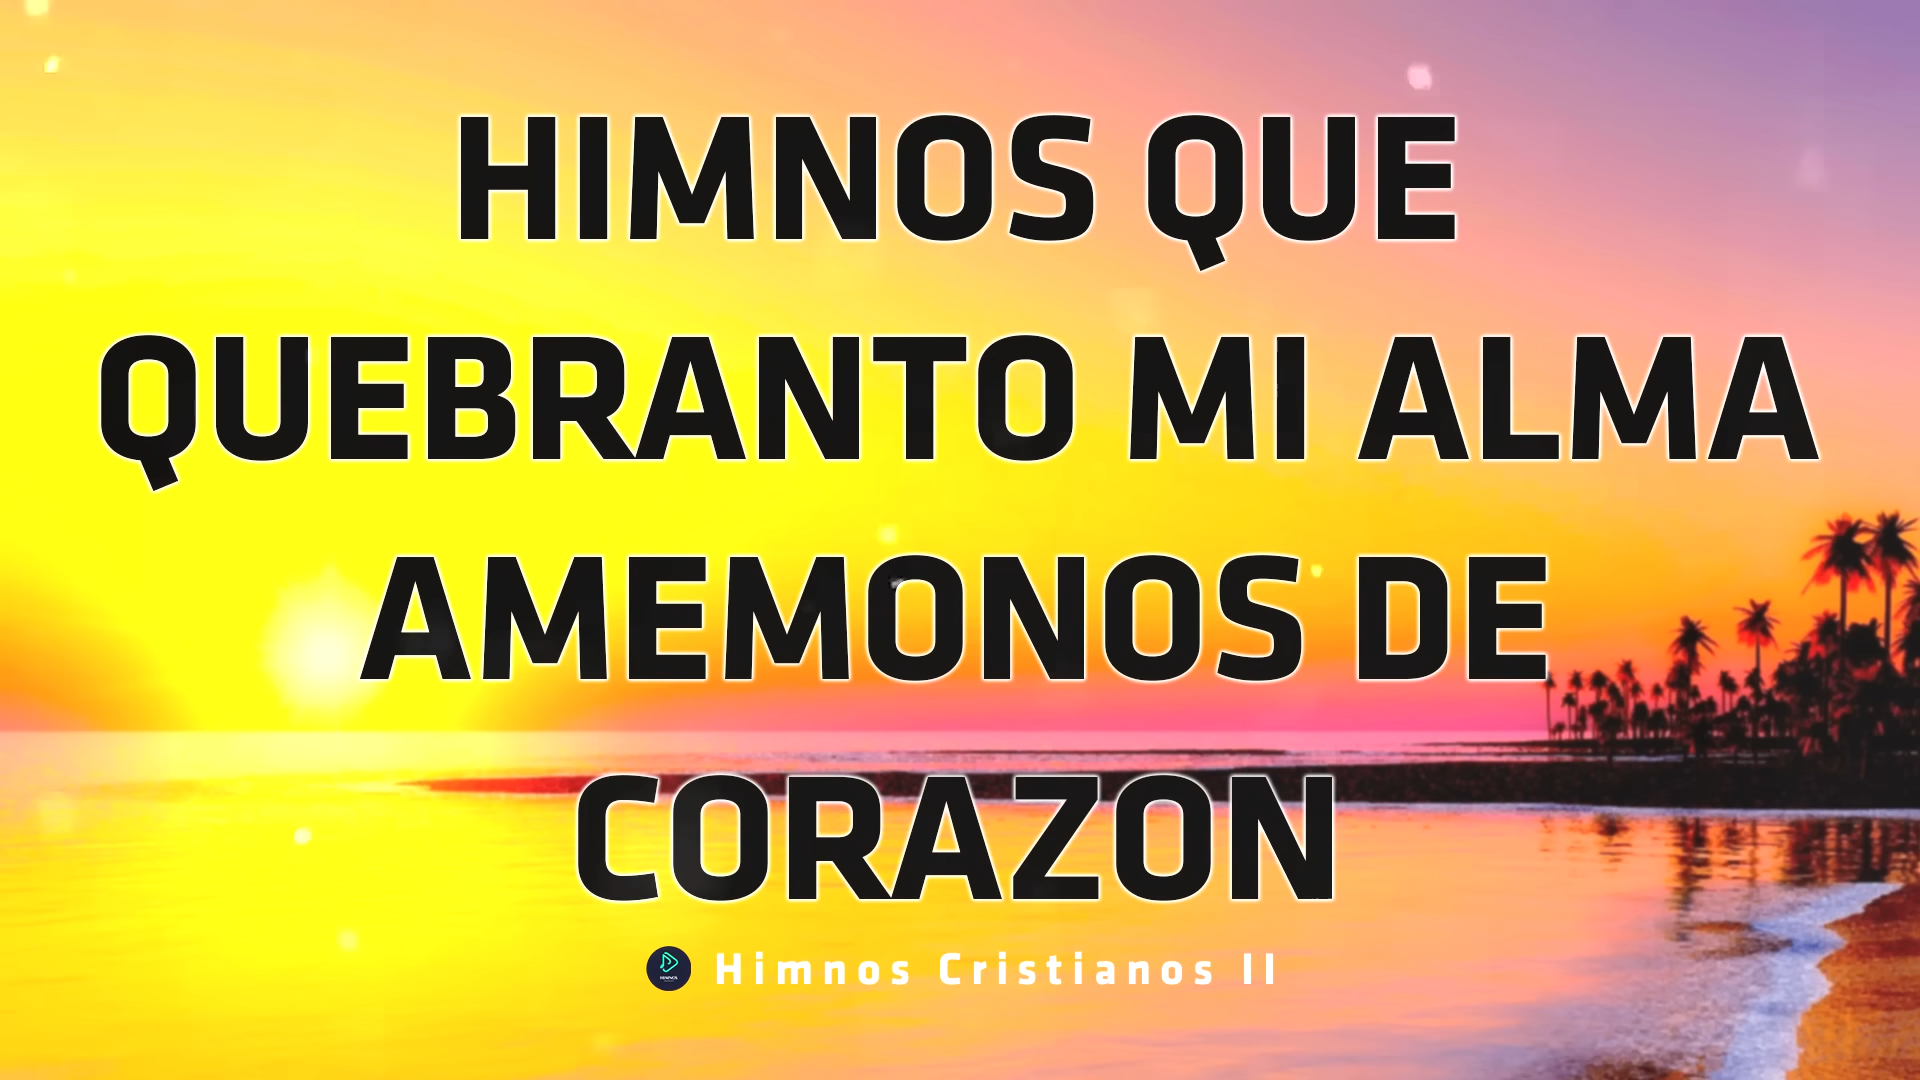 HIMNOS QUE
QUEBRANTO MI ALMA
AMEMONOS DE
CORAZON
Himnos Cristianos II